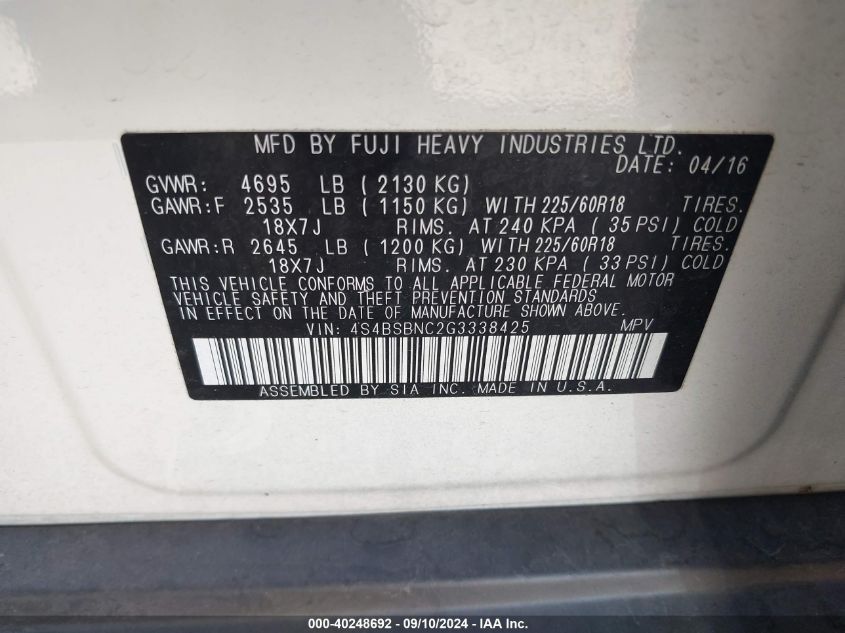 MFD BY FUJI HEAVY INDUSTRIES LTD.
DATE: 04/16
GVWR: 4695 LB ( 2130 KG)
GAWR:F 2535 LB ( 1150 KG) WITH 225/60R18 TIRES.
18X7J RIMS. AT 240 KPA ( 35 PSI) COLD
GAWR:R 2645 LB ( 1200 KG) WITH 225/60R18 TIRES.
18X7J RIMS. AT 230 KPA ( 33 PSI) COLD
THIS VEHICLE CONFORMS TO ALL APPLICABLE FEDERAL MOTOR
VEHICLE SAFETY AND THEFT PREVENTION STANDARDS
IN EFFECT ON THE DATE OF MANUFACTURE SHOWN ABOVE.
VIN: 4S4BSBNC2G3338425 MPV
ASSEMBLED BY SIA INC. MADE IN U.S.A.
000-40248692 - 09/10/2024 - IAAI, Inc.